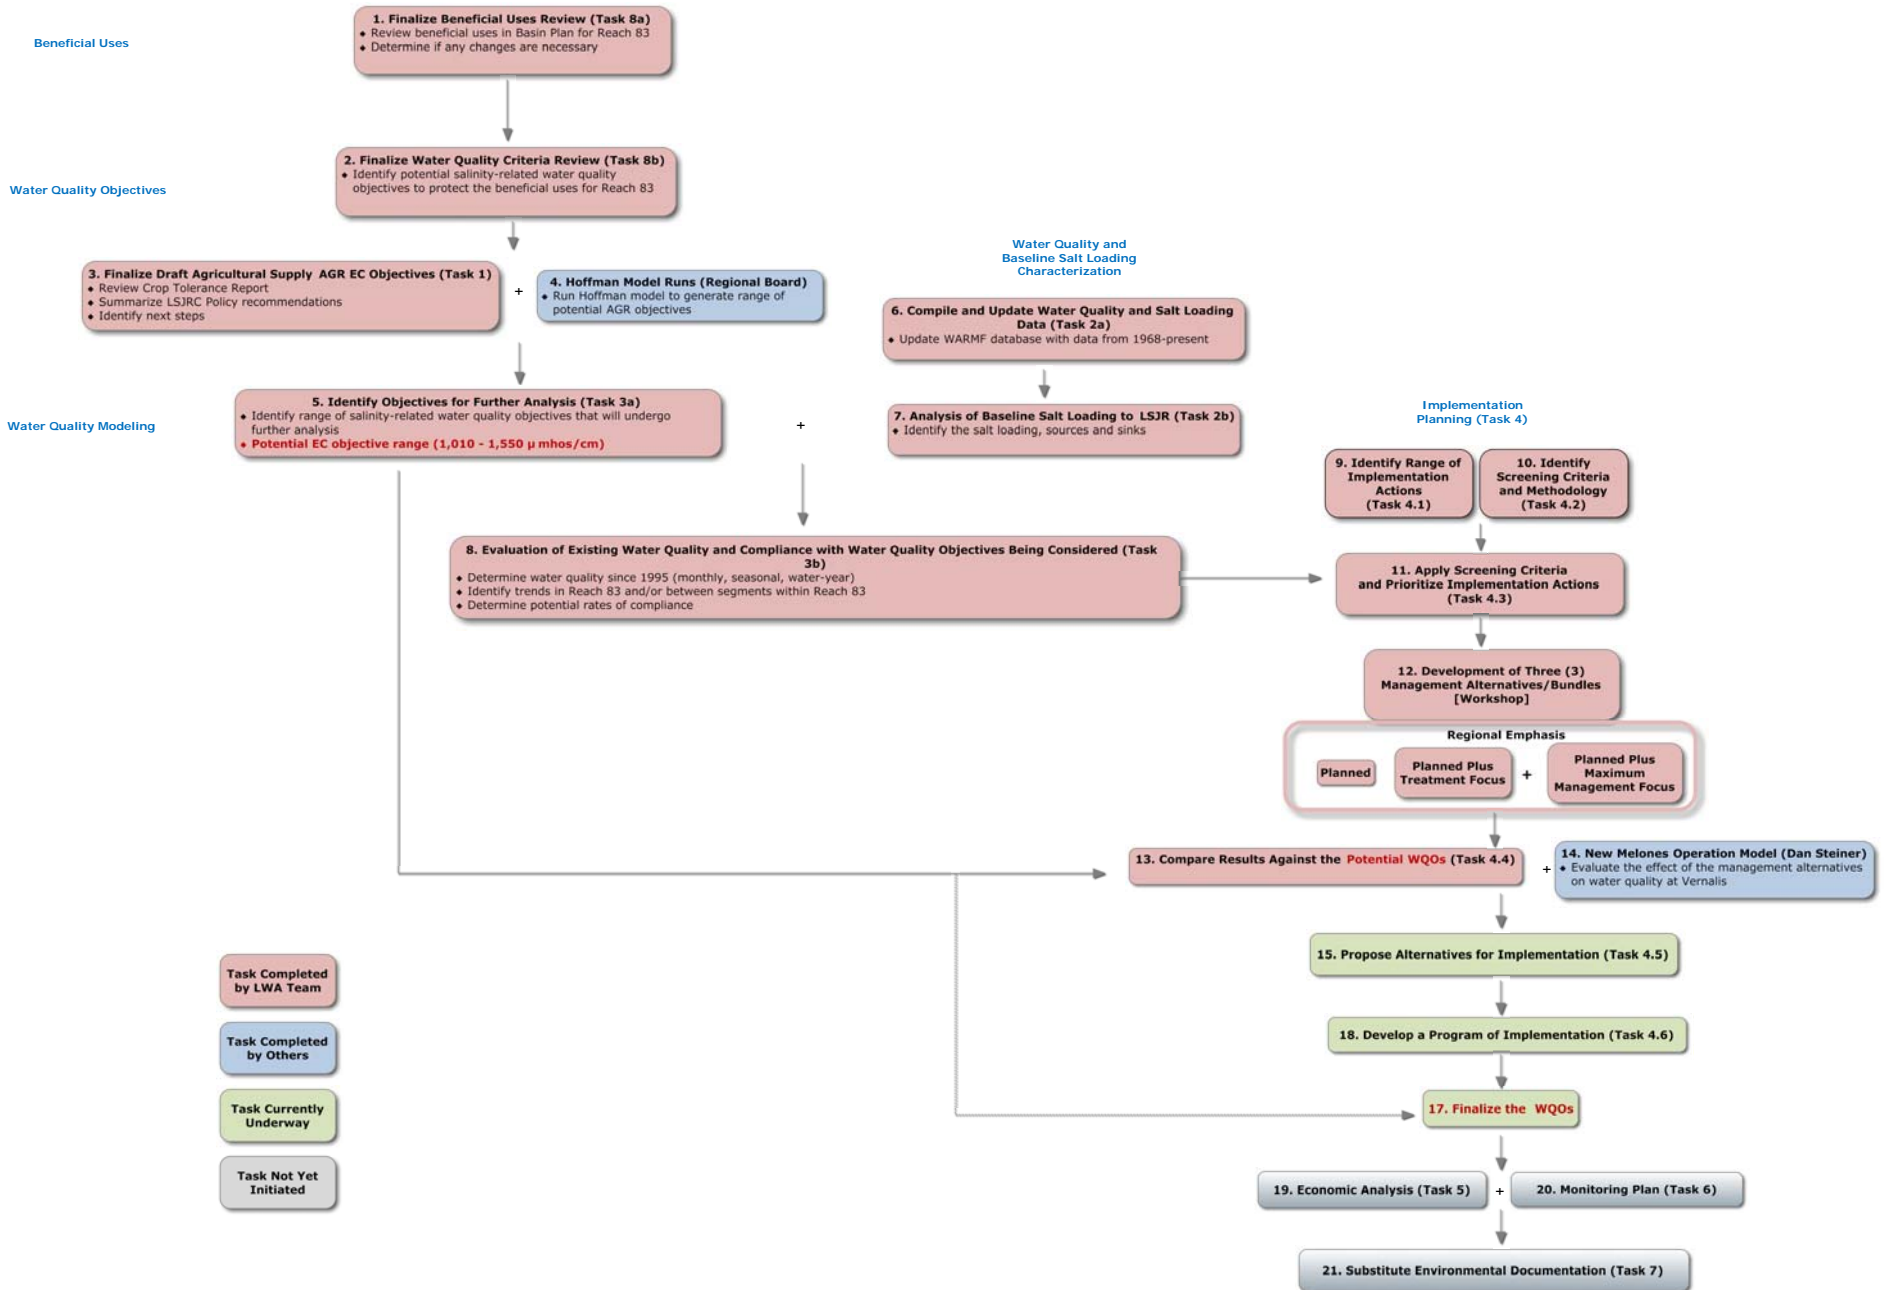 Beneficial Uses
1. Finalize Beneficial Uses Review (Task 8a)
◆ Review beneficial uses in Basin Plan for Reach 83
◆ Determine if any changes are necessary
Water Quality Objectives
2. Finalize Water Quality Criteria Review (Task 8b)
◆ Identify potential salinity-related water quality
objectives to protect the beneficial uses for Reach 83
3. Finalize Draft Agricultural Supply AGR EC Objectives (Task 1)
◆ Review Crop Tolerance Report
◆ Summarize LSJRC Policy recommendations
◆ Identify next steps
+
4. Hoffman Model Runs (Regional Board)
◆ Run Hoffman model to generate range of
potential AGR objectives
Water Quality and
Baseline Salt Loading
Characterization
6. Compile and Update Water Quality and Salt Loading
Data (Task 2a)
◆ Update WARMF database with data from 1968-present
Water Quality Modeling
5. Identify Objectives for Further Analysis (Task 3a)
◆ Identify range of salinity-related water quality objectives that will undergo
further analysis
◆ Potential EC objective range (1,010 - 1,550 µ mhos/cm)
+
7. Analysis of Baseline Salt Loading to LSJR (Task 2b)
◆ Identify the salt loading, sources and sinks
Implementation
Planning (Task 4)
9. Identify Range of
Implementation
Actions
(Task 4.1)
10. Identify
Screening Criteria
and Methodology
(Task 4.2)
8. Evaluation of Existing Water Quality and Compliance with Water Quality Objectives Being Considered (Task
3b)
◆ Determine water quality since 1995 (monthly, seasonal, water-year)
◆ Identify trends in Reach 83 and/or between segments within Reach 83
◆ Determine potential rates of compliance
11. Apply Screening Criteria
and Prioritize Implementation Actions
(Task 4.3)
12. Development of Three (3)
Management Alternatives/Bundles
[Workshop]
Regional Emphasis
Planned
Planned Plus
Treatment Focus
+
Planned Plus
Maximum
Management Focus
13. Compare Results Against the Potential WQOs (Task 4.4)
+
14. New Melones Operation Model (Dan Steiner)
◆ Evaluate the effect of the management alternatives
on water quality at Vernalis
15. Propose Alternatives for Implementation (Task 4.5)
18. Develop a Program of Implementation (Task 4.6)
17. Finalize the WQOs
19. Economic Analysis (Task 5)
+
20. Monitoring Plan (Task 6)
21. Substitute Environmental Documentation (Task 7)
Task Completed
by LWA Team
Task Completed
by Others
Task Currently
Underway
Task Not Yet
Initiated